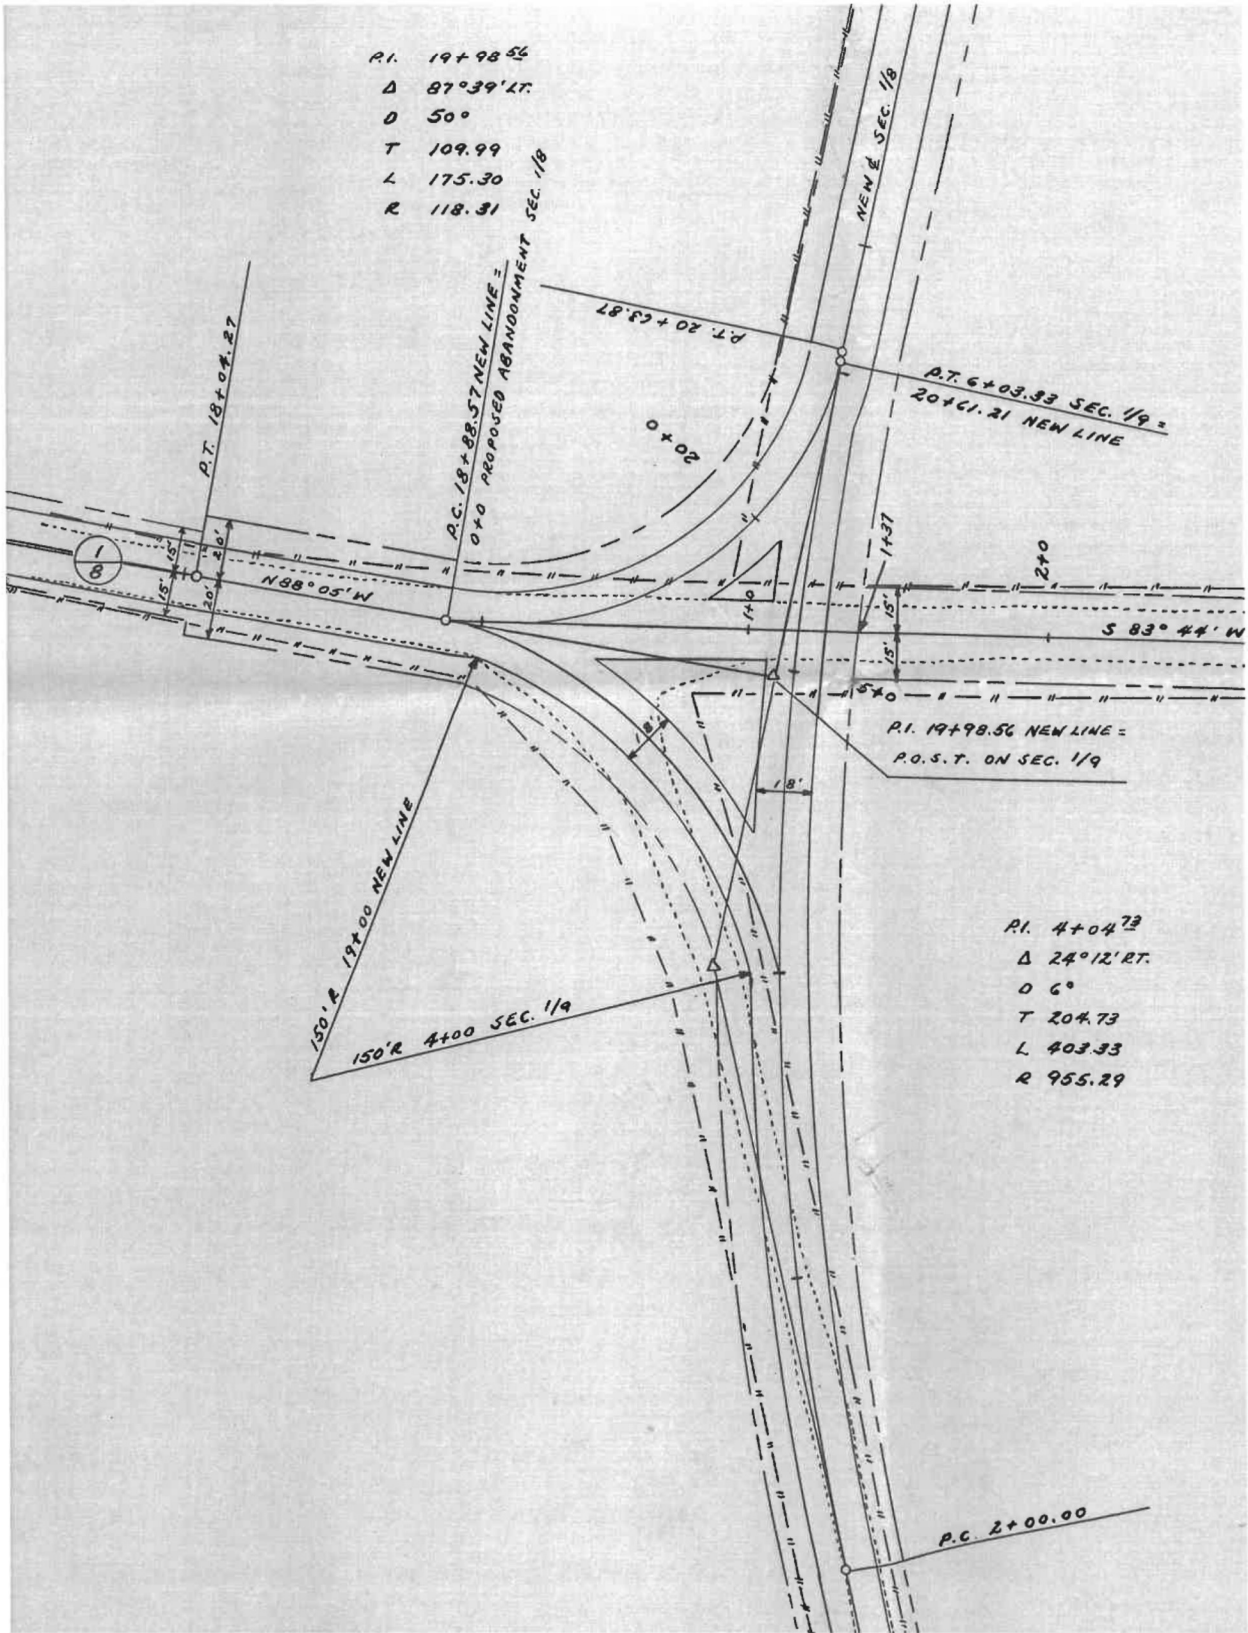 P.I. 19+98 56
Δ 87°39' LT.
D 50°
T 109.99
L 175.30
R 118.31
NEW ℄ SEC. 1/8
P.C. 18+88.57 NEW LINE =
0+0 PROPOSED ABANDONMENT SEC. 1/8
P.T. 18+04.27
P.T. 20+63.87
P.T. 6+03.33 SEC. 1/9 =
20+61.21 NEW LINE
20+0
1
8
15'
20'
15'
20'
N 88° 05' W
1+0
1+37
2+0
15'
15'
S 83° 44' W
5+0
P.I. 19+98.56 NEW LINE =
P.O.S.T. ON SEC. 1/9
18'
150' R 19+00 NEW LINE
150' R 4+00 SEC. 1/9
P.I. 4+04 73
Δ 24°12' RT.
D 6°
T 204.73
L 403.33
R 955.29
P.C. 2+00.00